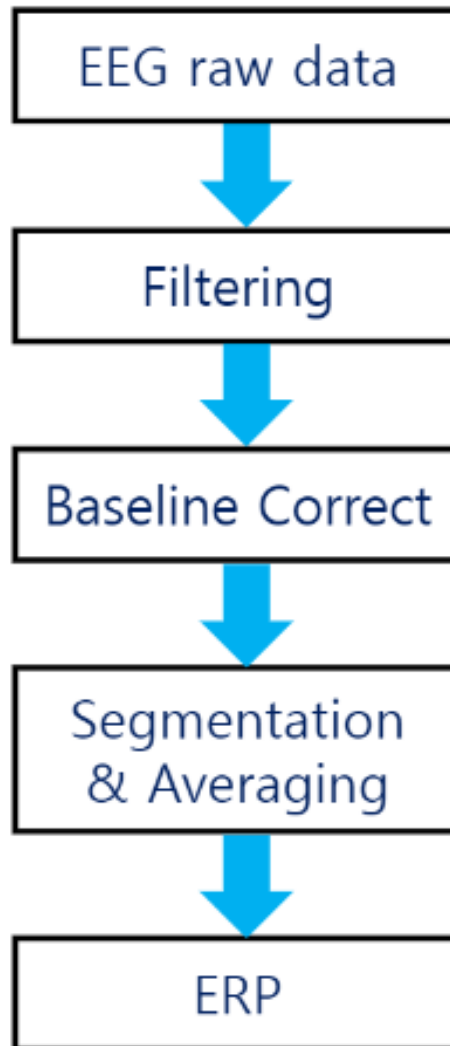 EEG raw data
Filtering
Baseline Correct
Segmentation
& Averaging
ERP